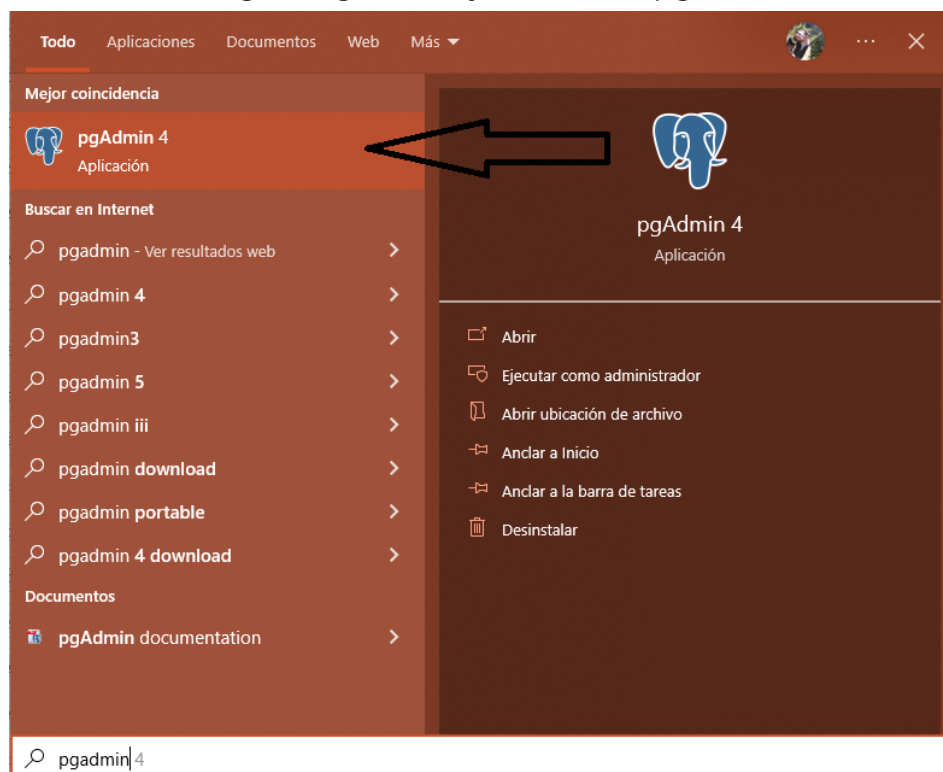 Todo Aplicaciones Documentos Web Más
Mejor coincidencia
pgAdmin 4
Aplicación
Buscar en Internet
pgadmin - Ver resultados web
pgadmin 4
pgadmin3
pgadmin 5
pgadmin iii
pgadmin download
pgadmin portable
pgadmin 4 download
Documentos
pgAdmin documentation
pgAdmin 4
Aplicación
Abrir
Ejecutar como administrador
Abrir ubicación de archivo
Anclar a Inicio
Anclar a la barra de tareas
Desinstalar
pgadmin 4